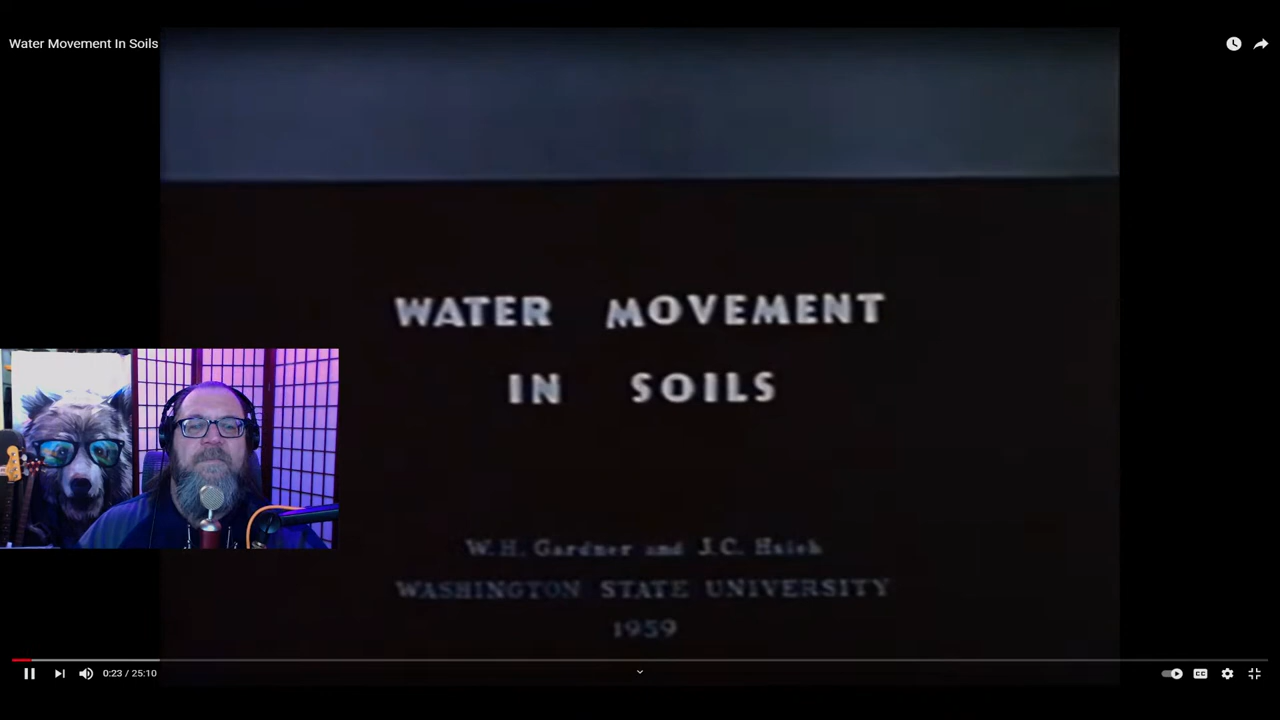 Water Movement In Soils
WATER MOVEMENT
IN SOILS
W.H. Gardner and J.C. Hsieh
WASHINGTON STATE UNIVERSITY
1959
0:23 / 25:10
CC